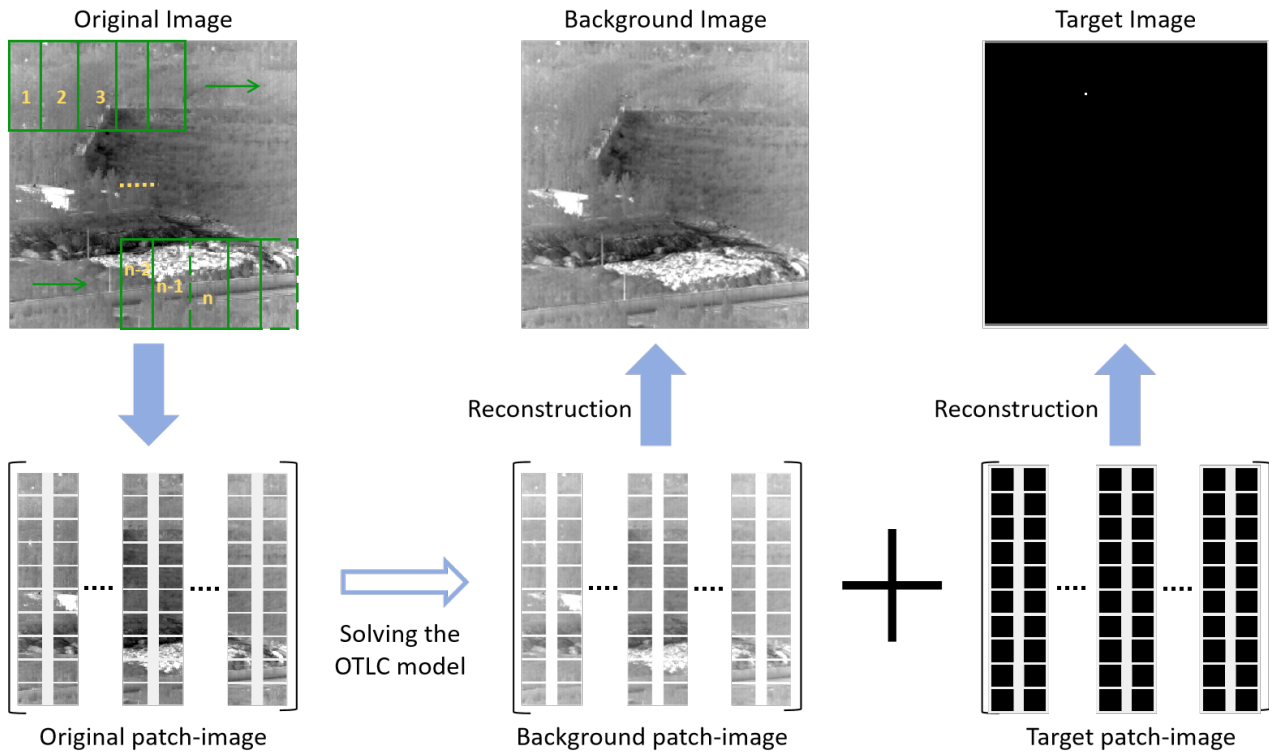 Original Image
Background Image
Target Image
1 2 3
n-2
n-1
n
Reconstruction
Reconstruction
Solving the
OTLC model
Original patch-image
Background patch-image
Target patch-image